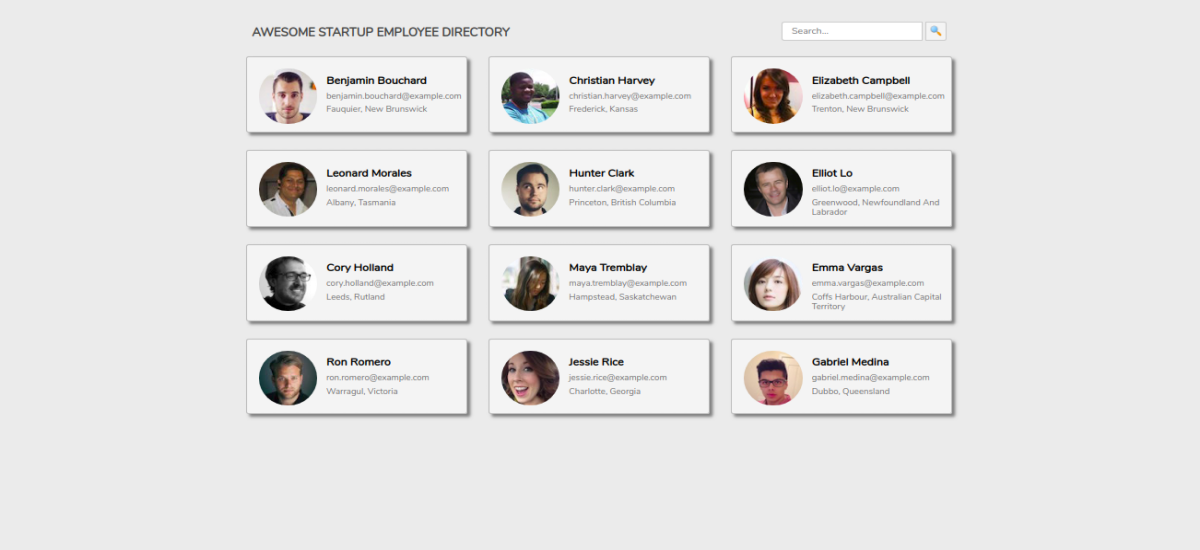 AWESOME STARTUP EMPLOYEE DIRECTORY
Search...
Benjamin Bouchard
benjamin.bouchard@example.com
Fauquier, New Brunswick
Christian Harvey
christian.harvey@example.com
Frederick, Kansas
Elizabeth Campbell
elizabeth.campbell@example.com
Trenton, New Brunswick
Leonard Morales
leonard.morales@example.com
Albany, Tasmania
Hunter Clark
hunter.clark@example.com
Princeton, British Columbia
Elliot Lo
elliot.lo@example.com
Greenwood, Newfoundland And
Labrador
Cory Holland
cory.holland@example.com
Leeds, Rutland
Maya Tremblay
maya.tremblay@example.com
Hampstead, Saskatchewan
Emma Vargas
emma.vargas@example.com
Coffs Harbour, Australian Capital
Territory
Ron Romero
ron.romero@example.com
Warragul, Victoria
Jessie Rice
jessie.rice@example.com
Charlotte, Georgia
Gabriel Medina
gabriel.medina@example.com
Dubbo, Queensland